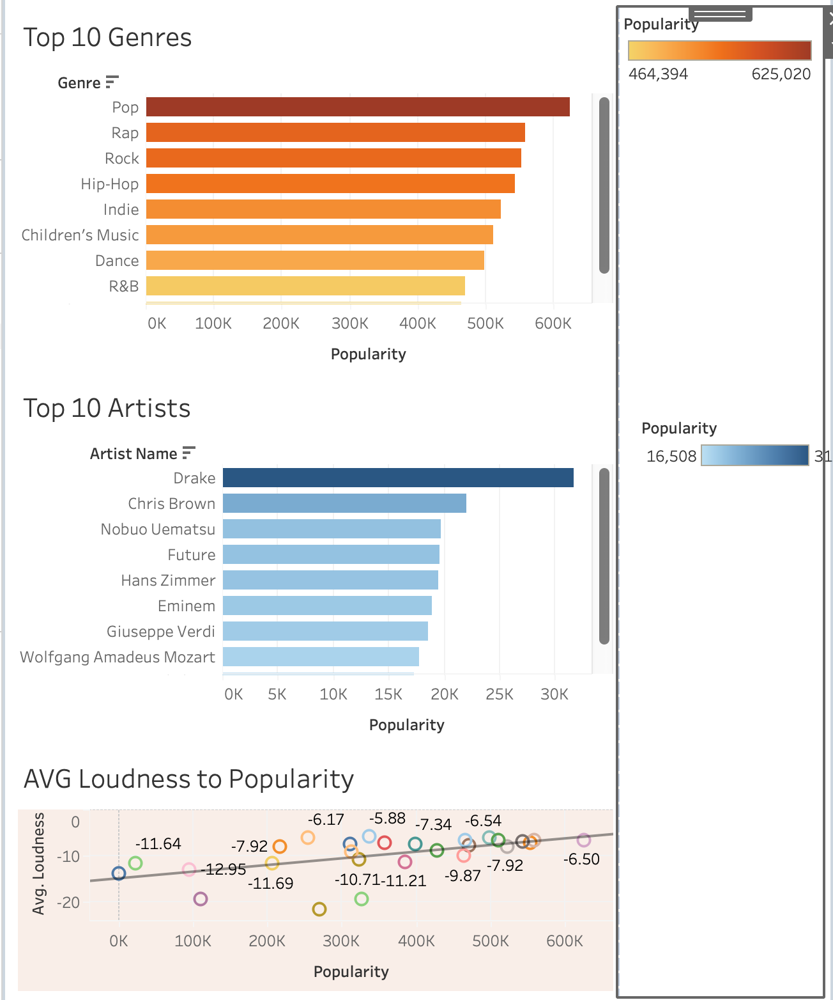 Top 10 Genres
Genre
Pop
Rap
Rock
Hip-Hop
Indie
Children's Music
Dance
R&B
0K 100K 200K 300K 400K 500K 600K
Popularity
Popularity
464,394 625,020
Top 10 Artists
Artist Name
Drake
Chris Brown
Nobuo Uematsu
Future
Hans Zimmer
Eminem
Giuseppe Verdi
Wolfgang Amadeus Mozart
0K 5K 10K 15K 20K 25K 30K
Popularity
Popularity
16,508 31
AVG Loudness to Popularity
Avg. Loudness
0
-10
-20
-11.64
-12.95
-7.92
-11.69
-6.17
-5.88
-7.34
-6.54
-10.71
-11.21
-9.87
-7.92
-6.50
0K 100K 200K 300K 400K 500K 600K
Popularity